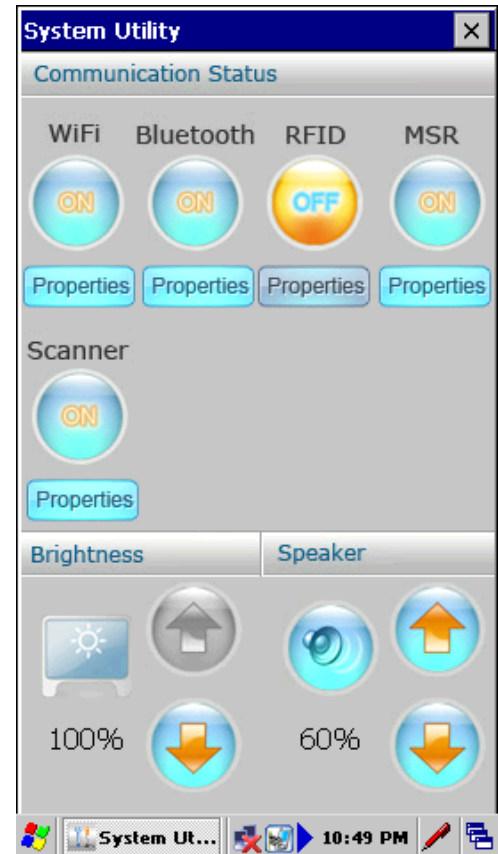 System Utility
Communication Status
WiFi Bluetooth RFID MSR
ON ON OFF ON
Properties Properties Properties Properties
Scanner
ON
Properties
Brightness Speaker
100% 60%
System Ut... 10:49 PM